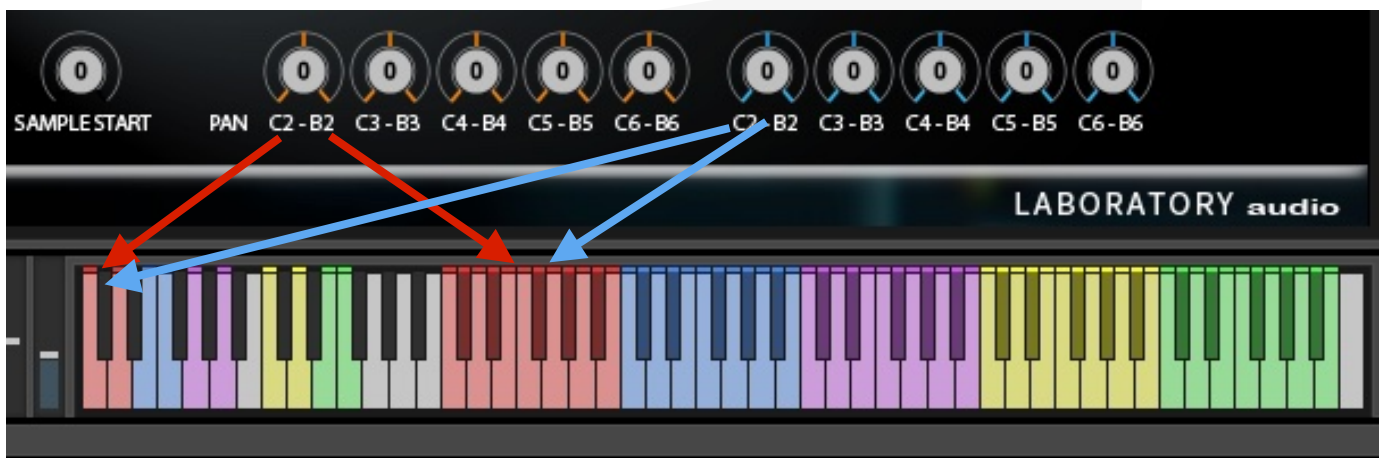 0 0 0 0 0 0 0 0 0 0 0
SAMPLE START PAN C2 - B2 C3 - B3 C4 - B4 C5 - B5 C6 - B6 C2 - B2 C3 - B3 C4 - B4 C5 - B5 C6 - B6
LABORATORY audio